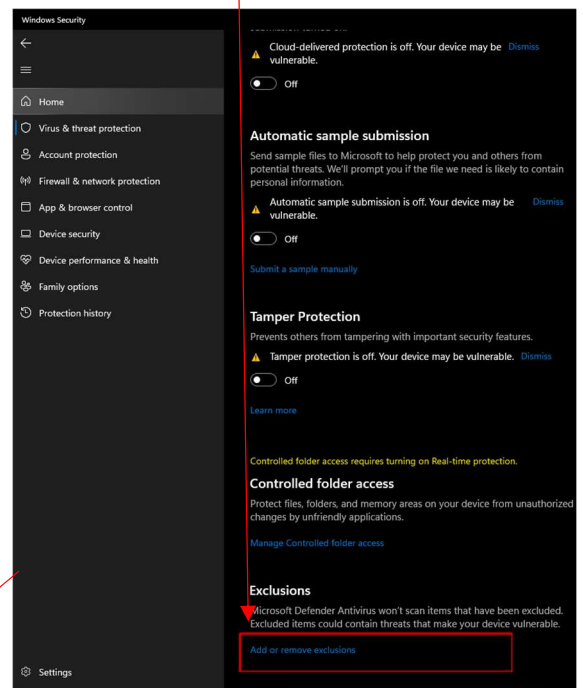 Windows Security
Home
Virus & threat protection
Account protection
Firewall & network protection
App & browser control
Device security
Device performance & health
Family options
Protection history
Settings
Cloud-delivered protection is off. Your device may be Dismiss
vulnerable.
Off
Automatic sample submission
Send sample files to Microsoft to help protect you and others from
potential threats. We'll prompt you if the file we need is likely to contain
personal information.
Automatic sample submission is off. Your device may be Dismiss
vulnerable.
Off
Submit a sample manually
Tamper Protection
Prevents others from tampering with important security features.
Tamper protection is off. Your device may be vulnerable. Dismiss
Off
Learn more
Controlled folder access requires turning on Real-time protection.
Controlled folder access
Protect files, folders, and memory areas on your device from unauthorized
changes by unfriendly applications.
Manage Controlled folder access
Exclusions
Microsoft Defender Antivirus won't scan items that have been excluded.
Excluded items could contain threats that make your device vulnerable.
Add or remove exclusions